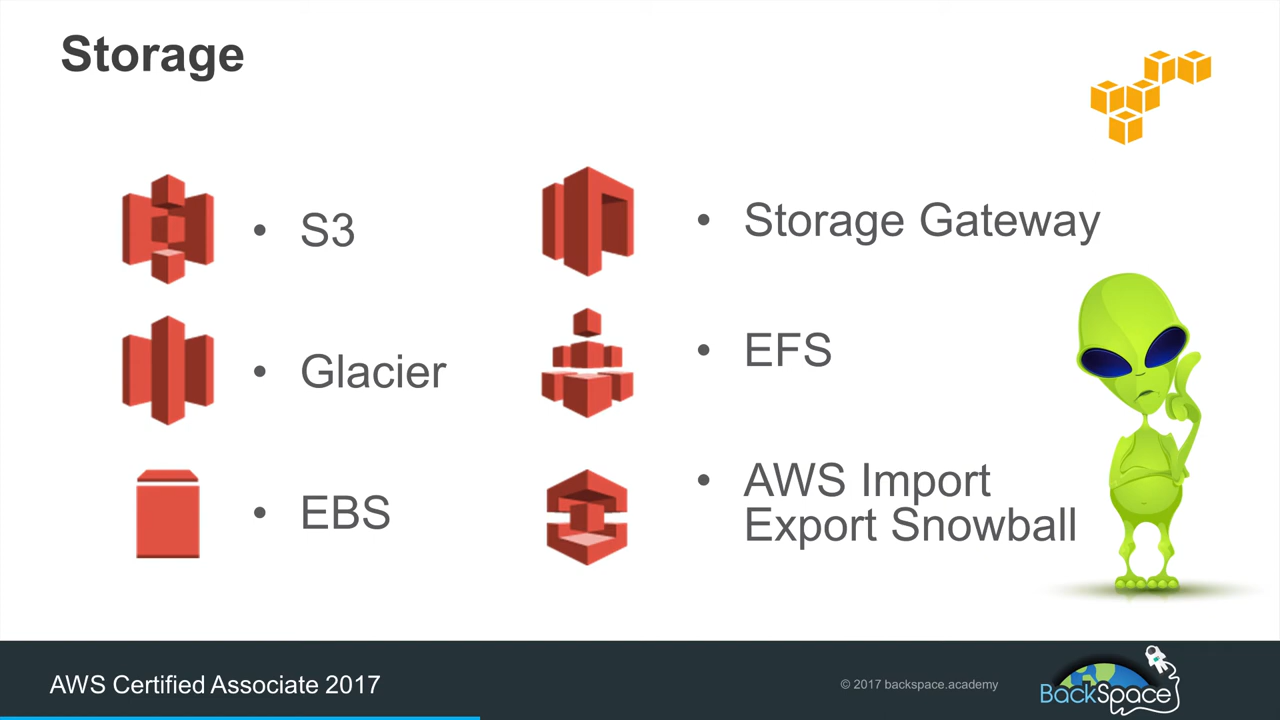 Storage
• S3
• Glacier
• EBS
• Storage Gateway
• EFS
• AWS Import
Export Snowball
AWS Certified Associate 2017
© 2017 backspace.academy
BackSpace